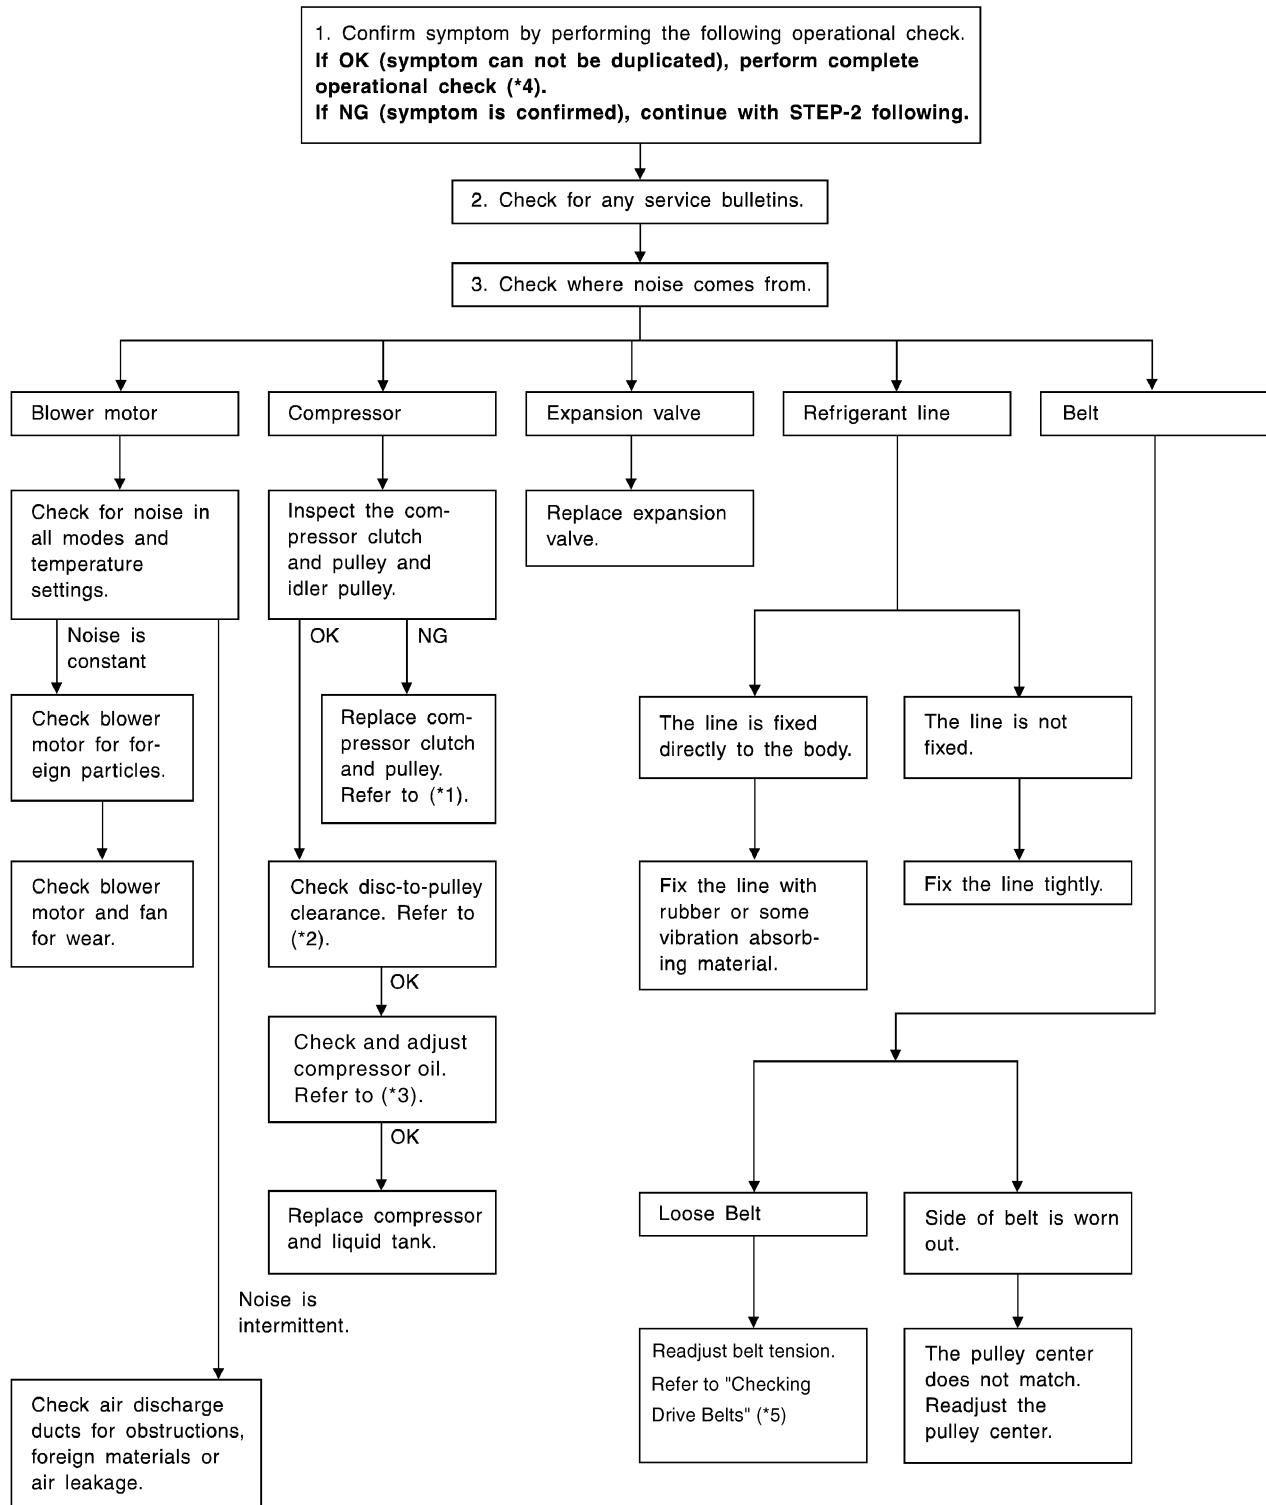 1. Confirm symptom by performing the following operational check.
If OK (symptom can not be duplicated), perform complete
operational check (*4).
If NG (symptom is confirmed), continue with STEP-2 following.
2. Check for any service bulletins.
3. Check where noise comes from.
Blower motor
Compressor
Expansion valve
Refrigerant line
Belt
Check for noise in
all modes and
temperature
settings.
Inspect the com-
pressor clutch
and pulley and
idler pulley.
Replace expansion
valve.
Noise is
constant
OK
NG
Check blower
motor for for-
eign particles.
Replace com-
pressor clutch
and pulley.
Refer to (*1).
The line is fixed
directly to the body.
The line is not
fixed.
Check blower
motor and fan
for wear.
Check disc-to-pulley
clearance. Refer to
(*2).
Fix the line with
rubber or some
vibration absorb-
ing material.
Fix the line tightly.
OK
Check and adjust
compressor oil.
Refer to (*3).
OK
Replace compressor
and liquid tank.
Loose Belt
Side of belt is worn
out.
Noise is
intermittent.
Readjust belt tension.
Refer to "Checking
Drive Belts" (*5)
The pulley center
does not match.
Readjust the
pulley center.
Check air discharge
ducts for obstructions,
foreign materials or
air leakage.